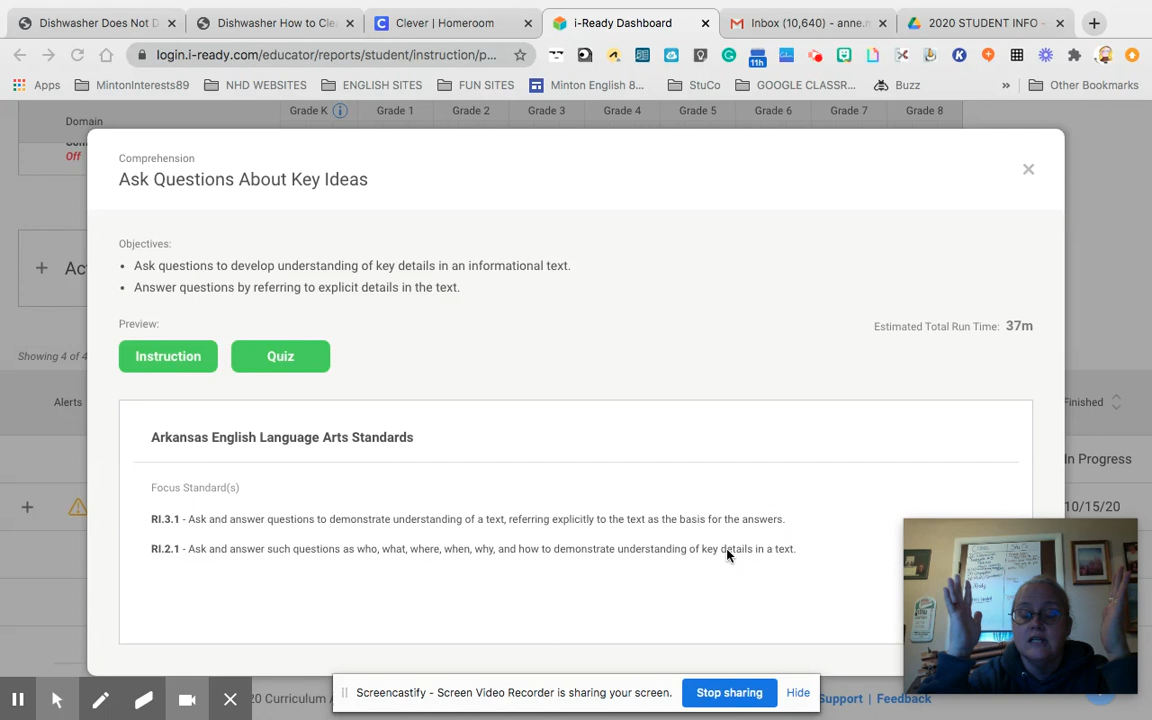 Dishwasher Does Not D
Dishwasher How to Cle
Clever | Homeroom
i-Ready Dashboard
Inbox (10,640) - anne.m
2020 STUDENT INFO -
login.i-ready.com/educator/reports/student/instruction/p...
11h
Apps
MintonInterests89
NHD WEBSITES
ENGLISH SITES
FUN SITES
Minton English 8...
StuCo
GOOGLE CLASSR...
Buzz
»
Other Bookmarks
Domain
Grade K
Grade 1
Grade 2
Grade 3
Grade 4
Grade 5
Grade 6
Grade 7
Grade 8
Off
Comprehension
Ask Questions About Key Ideas
Objectives:
• Ask questions to develop understanding of key details in an informational text.
• Answer questions by referring to explicit details in the text.
Preview:
Estimated Total Run Time: 37m
Instruction
Quiz
Showing 4 of 4
Alerts
Finished
Arkansas English Language Arts Standards
In Progress
Focus Standard(s)
10/15/20
RI.3.1 - Ask and answer questions to demonstrate understanding of a text, referring explicitly to the text as the basis for the answers.
RI.2.1 - Ask and answer such questions as who, what, where, when, why, and how to demonstrate understanding of key details in a text.
Screencastify - Screen Video Recorder is sharing your screen.
Stop sharing
Hide
20 Curriculum A
Support | Feedback